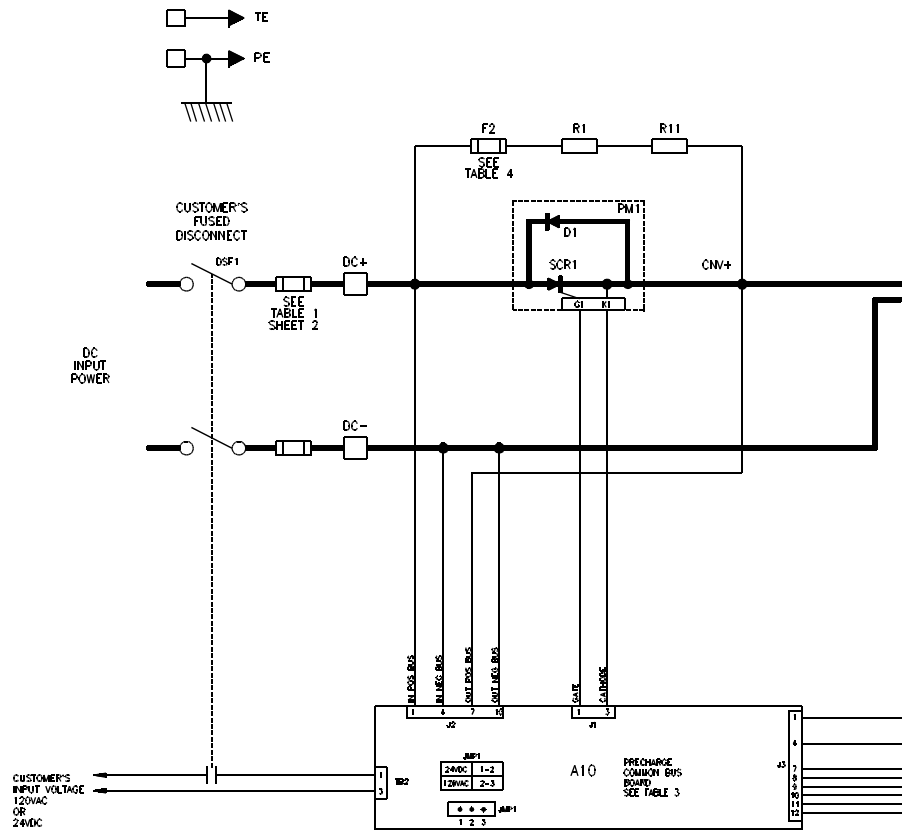 TE
PE
F2
R1
R11
SEE
TABLE 4
CUSTOMER'S
FUSED
DISCONNECT
PM1
D1
DSF1
DC+
SCR1
CNV+
G1
K1
SEE
TABLE 1
SHEET 2
DC
INPUT
POWER
DC-
IN POS BUS
IN NEG BUS
OUT POS BUS
OUT NEG BUS
GATE
CATHODE
1
4
7
10
1
3
J2
J1
1
4
J3
7
8
9
10
11
12
JMP1
24VDC
1-2
120VAC
2-3
A10
PRECHARGE
COMMON BUS
BOARD
SEE TABLE 3
1
3
TB2
JMP1
1 2 3
CUSTOMER'S
INPUT VOLTAGE
120VAC
OR
24VDC